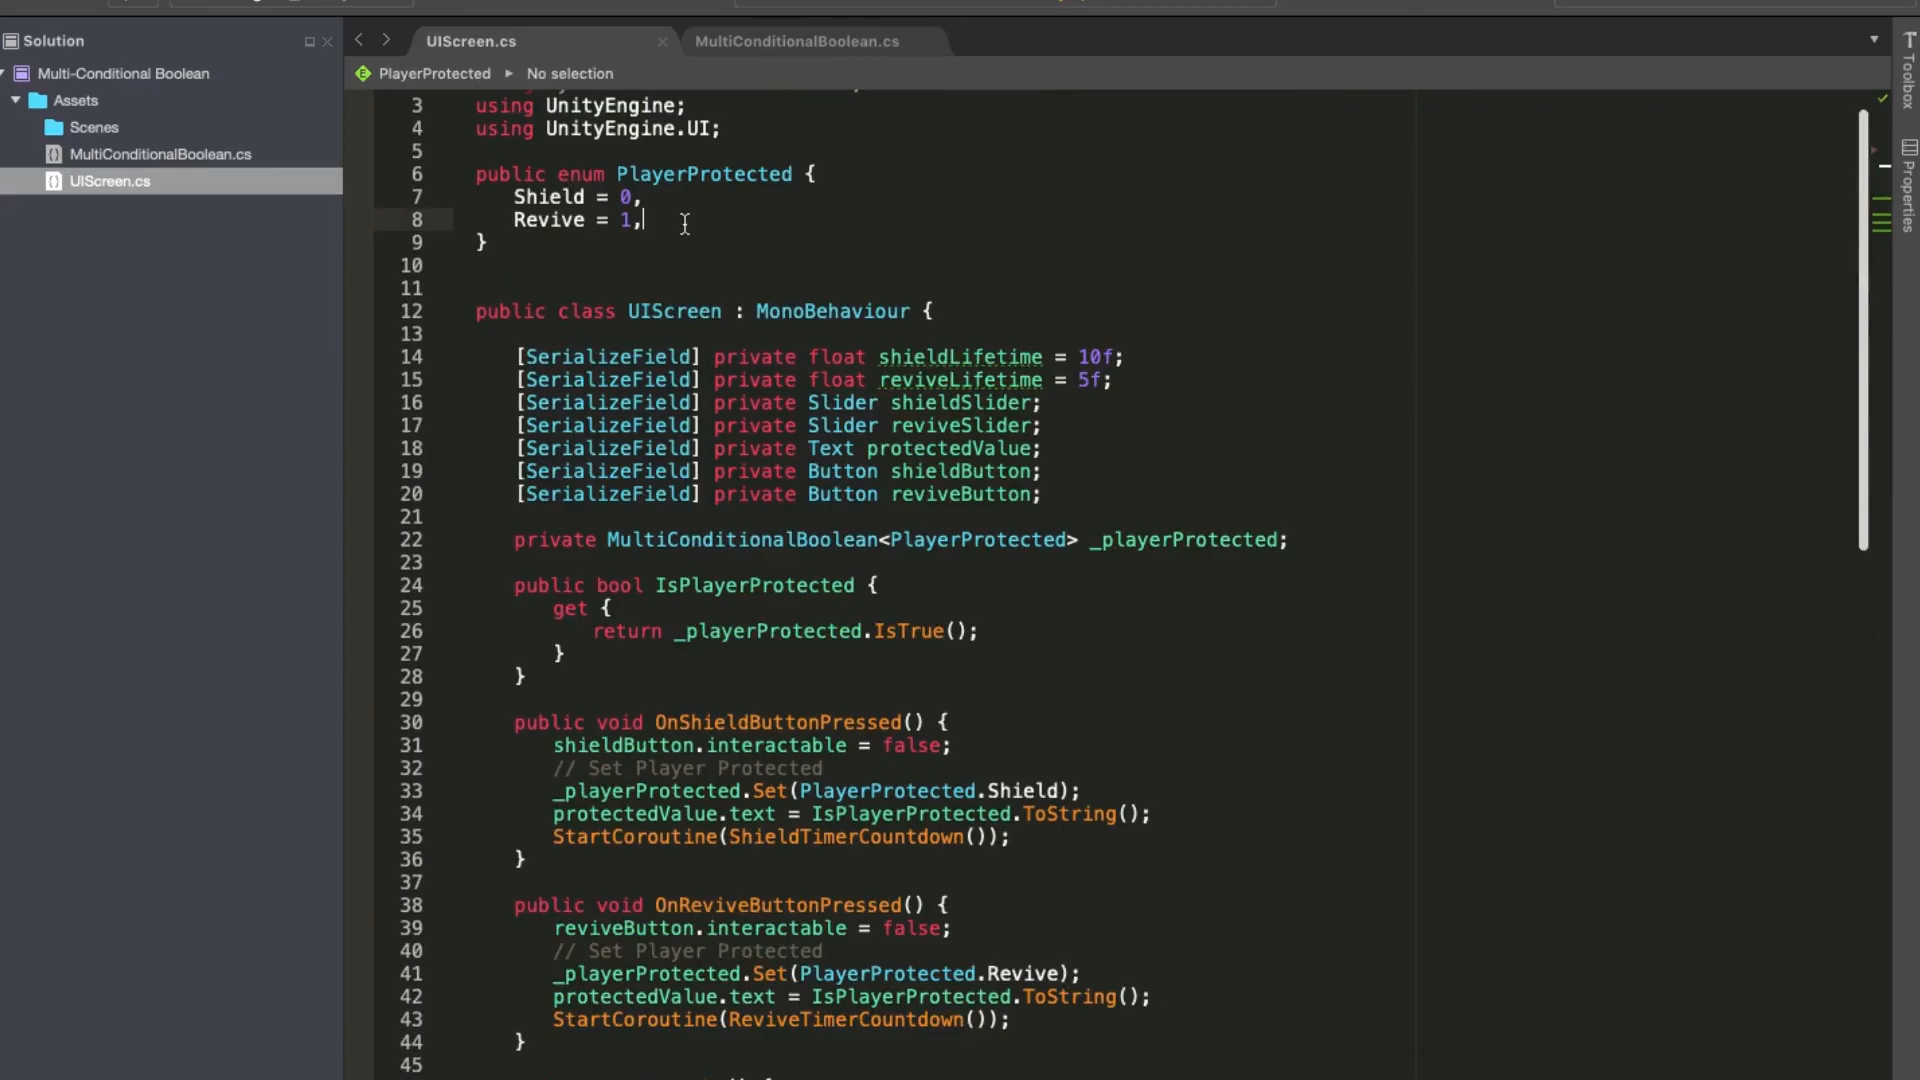 Solution
Multi-Conditional Boolean
Assets
Scenes
MultiConditionalBoolean.cs
UIScreen.cs
UIScreen.cs
MultiConditionalBoolean.cs
PlayerProtected
No selection
3 using UnityEngine;
4 using UnityEngine.UI;
5
6 public enum PlayerProtected {
7 Shield = 0,
8 Revive = 1,
9 }
10
11
12 public class UIScreen : MonoBehaviour {
13
14 [SerializeField] private float shieldLifetime = 10f;
15 [SerializeField] private float reviveLifetime = 5f;
16 [SerializeField] private Slider shieldSlider;
17 [SerializeField] private Slider reviveSlider;
18 [SerializeField] private Text protectedValue;
19 [SerializeField] private Button shieldButton;
20 [SerializeField] private Button reviveButton;
21
22 private MultiConditionalBoolean<PlayerProtected> _playerProtected;
23
24 public bool IsPlayerProtected {
25 get {
26 return _playerProtected.IsTrue();
27 }
28 }
29
30 public void OnShieldButtonPressed() {
31 shieldButton.interactable = false;
32 // Set Player Protected
33 _playerProtected.Set(PlayerProtected.Shield);
34 protectedValue.text = IsPlayerProtected.ToString();
35 StartCoroutine(ShieldTimerCountdown());
36 }
37
38 public void OnReviveButtonPressed() {
39 reviveButton.interactable = false;
40 // Set Player Protected
41 _playerProtected.Set(PlayerProtected.Revive);
42 protectedValue.text = IsPlayerProtected.ToString();
43 StartCoroutine(ReviveTimerCountdown());
44 }
45
Toolbox
Properties